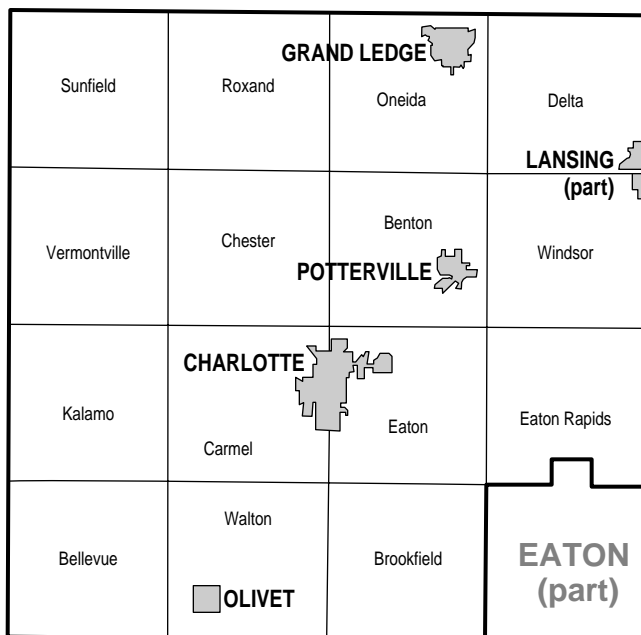 GRAND LEDGE
Sunfield
Roxand
Oneida
Delta
LANSING
(part)
Benton
Chester
Vermontville
Windsor
POTTERVILLE
CHARLOTTE
Kalamo
Eaton
Eaton Rapids
Carmel
Walton
Bellevue
Brookfield
EATON
(part)
OLIVET